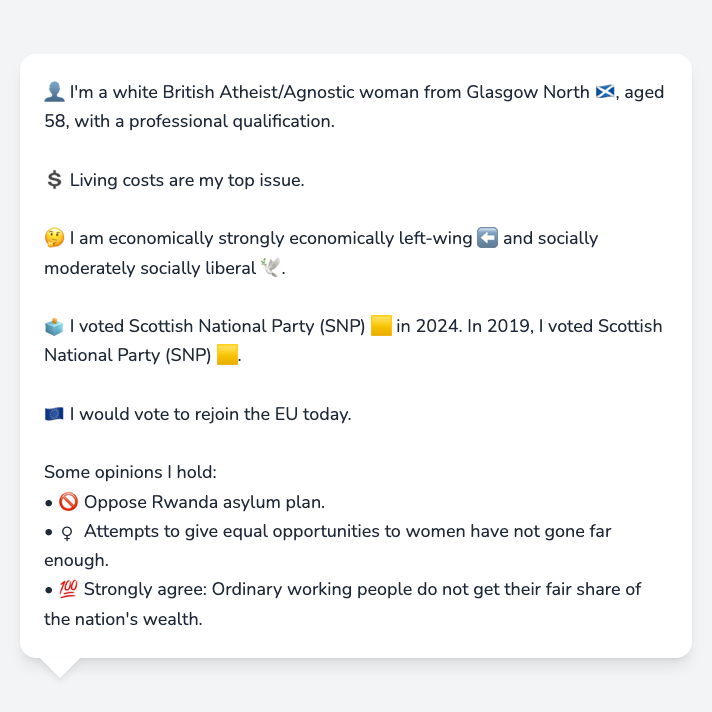 👤 I'm a white British Atheist/Agnostic woman from Glasgow North 🏴󠁧󠁢󠁳󠁣󠁴󠁿, aged
58, with a professional qualification.
💲 Living costs are my top issue.
🤔 I am economically strongly economically left-wing ⬅️ and socially
moderately socially liberal 🕊️.
🗳️ I voted Scottish National Party (SNP) 🟨 in 2024. In 2019, I voted Scottish
National Party (SNP) 🟨.
🇪🇺 I would vote to rejoin the EU today.
Some opinions I hold:
• 🚫 Oppose Rwanda asylum plan.
• ♀ Attempts to give equal opportunities to women have not gone far
enough.
• 💯 Strongly agree: Ordinary working people do not get their fair share of
the nation's wealth.